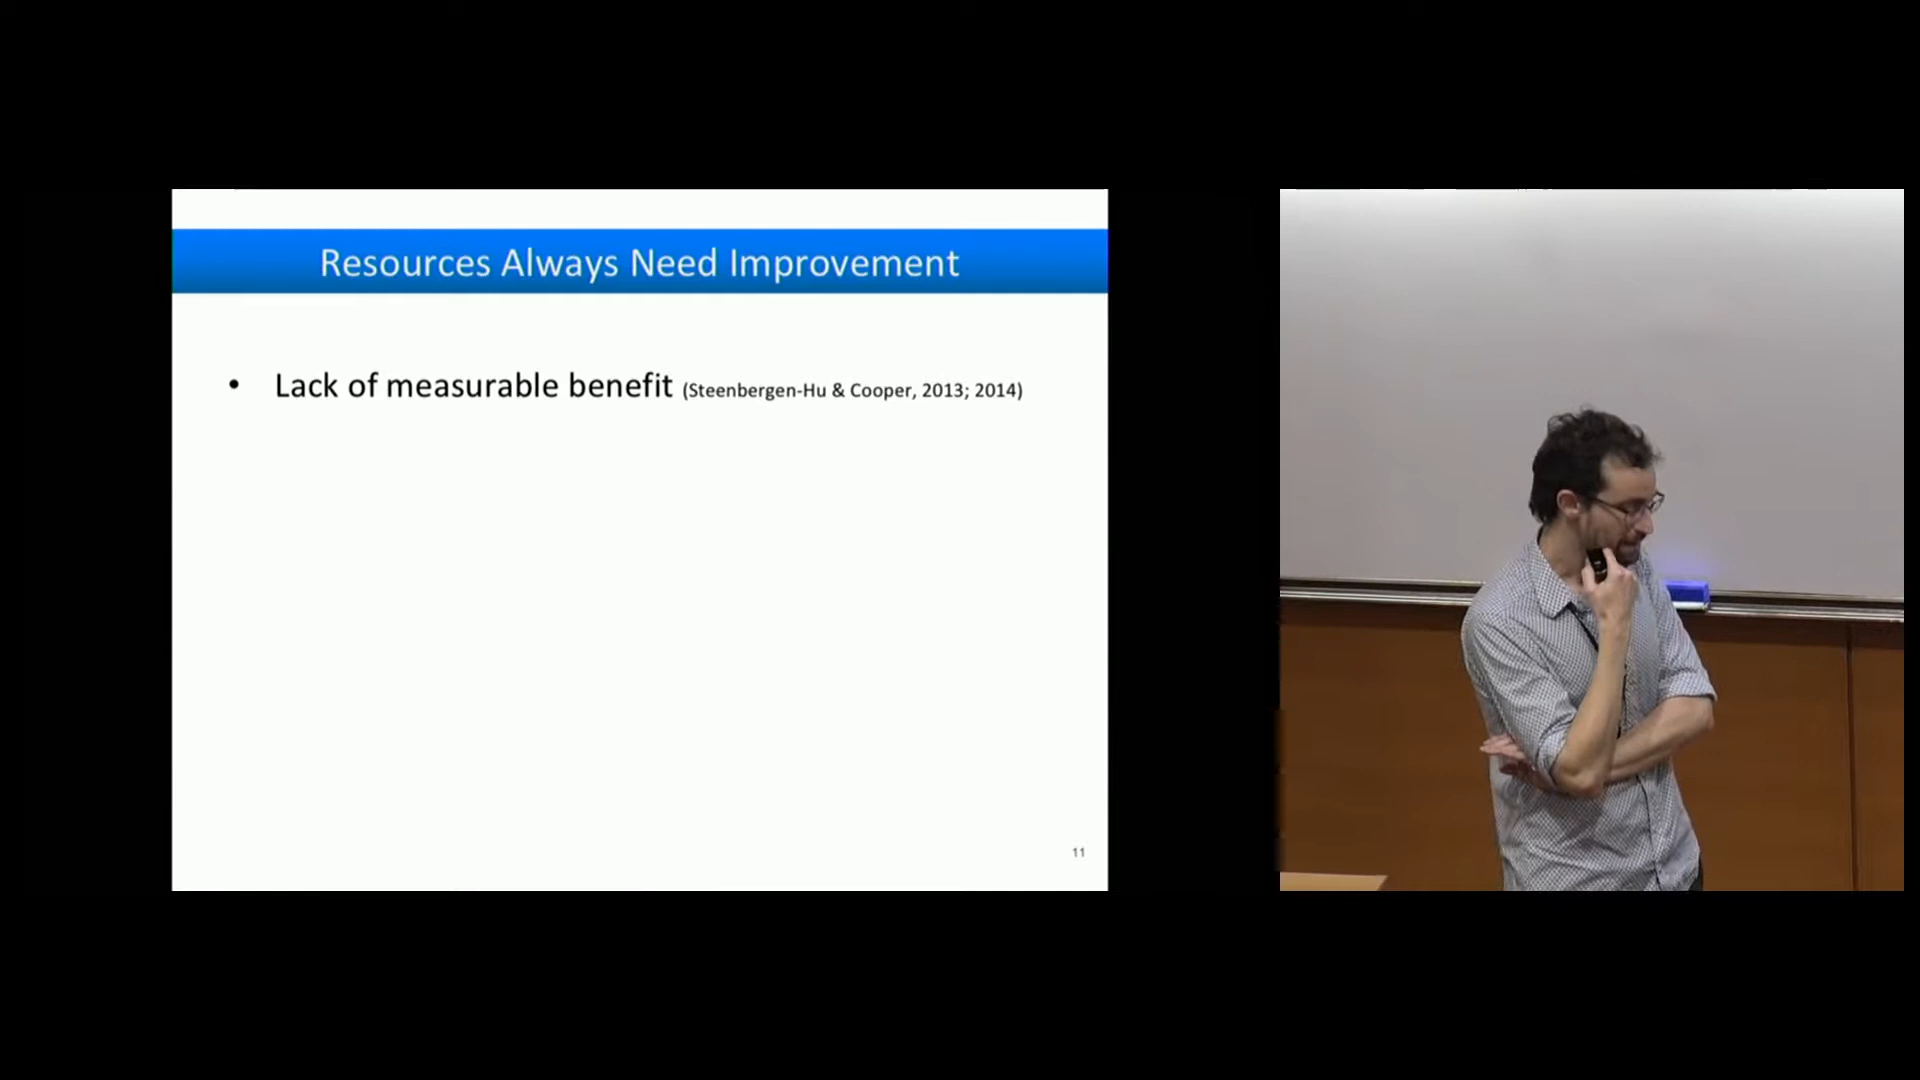 Resources Always Need Improvement
• Lack of measurable benefit (Steenbergen-Hu & Cooper, 2013; 2014)
11